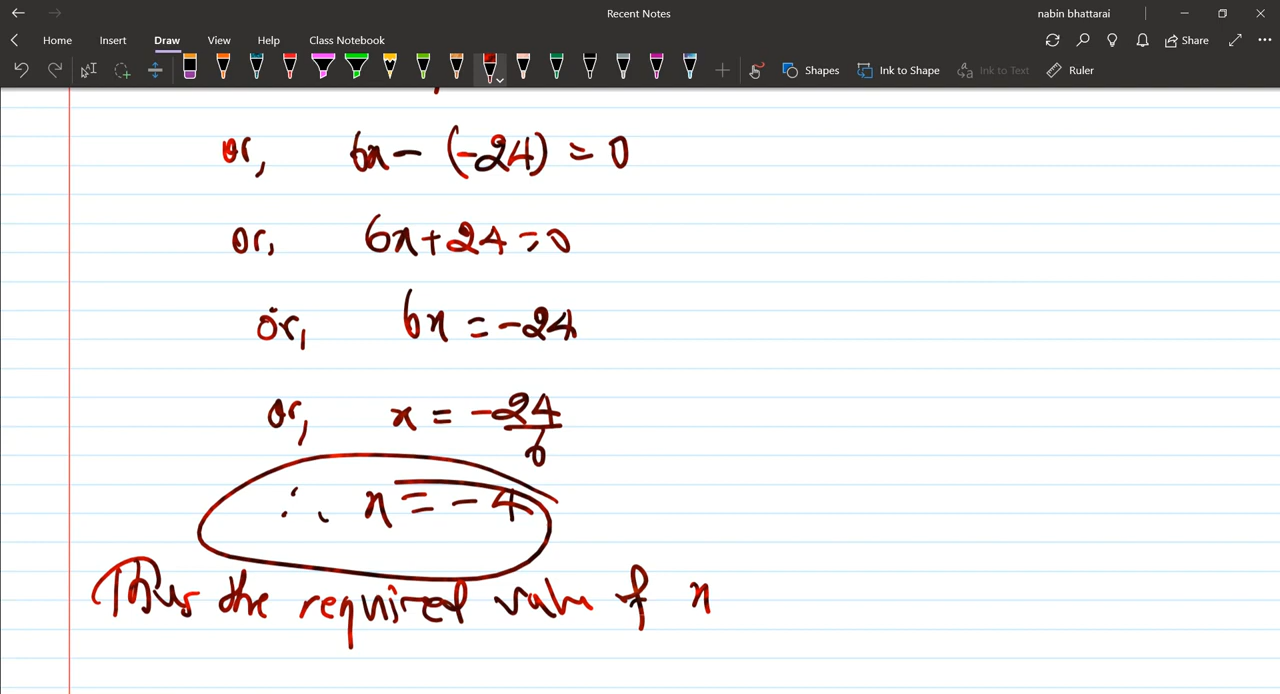 Recent Notes
nabin bhattarai
Home Insert Draw View Help Class Notebook
Share
Shapes Ink to Shape Ink to Text Ruler
or, 6x - (-24) = 0
or, 6x + 24 = 0
or, 6x = -24
or, x = -24/6
∴ x = -4
Thus the required value of x